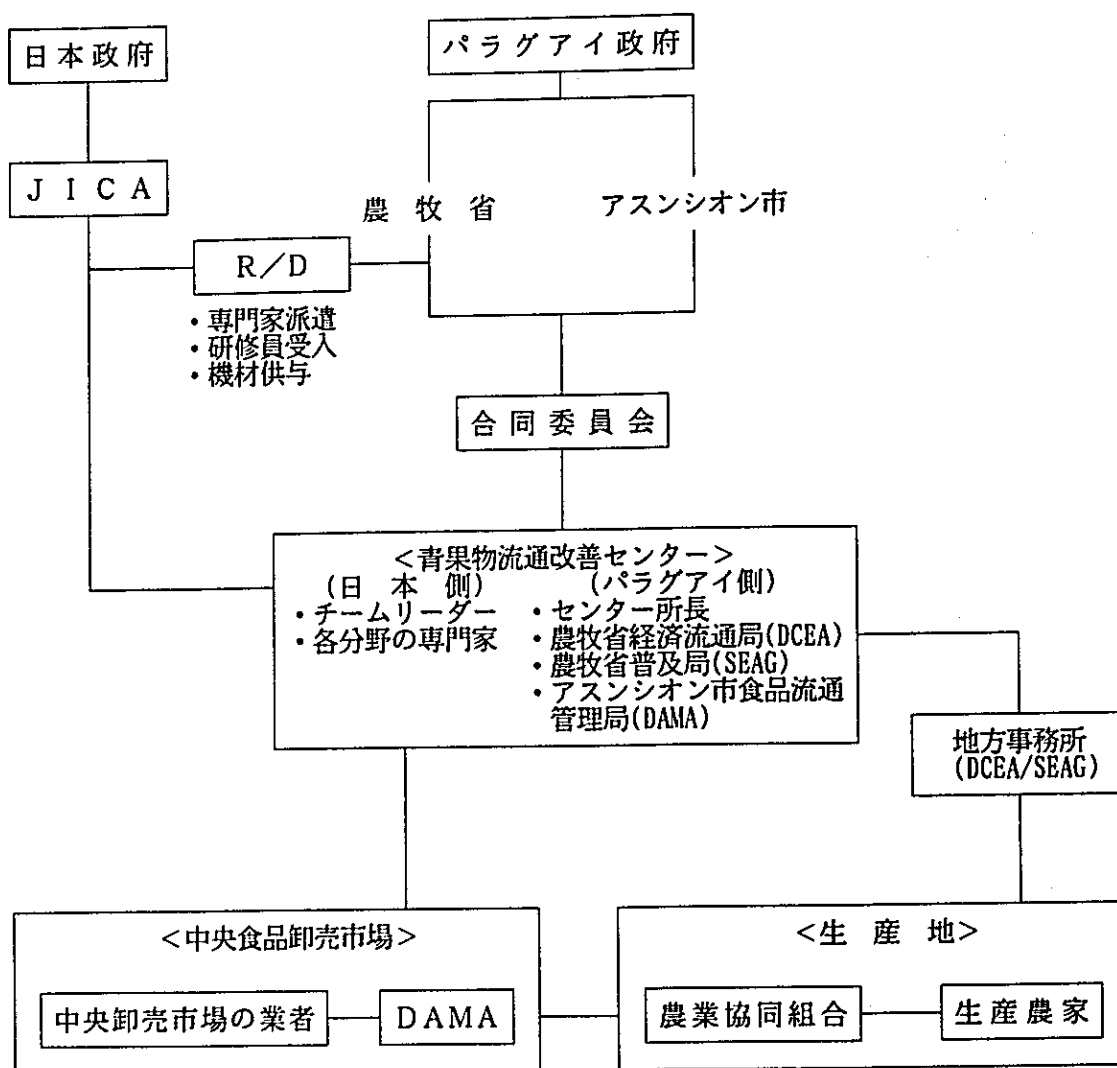 日本政府
パラグアイ政府
JICA
農牧省
アスンシオン市
R/D
・専門家派遣
・研修員受入
・機材供与
合同委員会
<青果物流通改善センター>
(日本側)
(パラグアイ側)
・チームリーダー
・各分野の専門家
・センター所長
・農牧省経済流通局(DCEA)
・農牧省普及局(SEAG)
・アスンシオン市食品流通
管理局(DAMA)
地方事務所
(DCEA/SEAG)
<中央食品卸売市場>
中央卸売市場の業者
DAMA
<生産地>
農業協同組合
生産農家